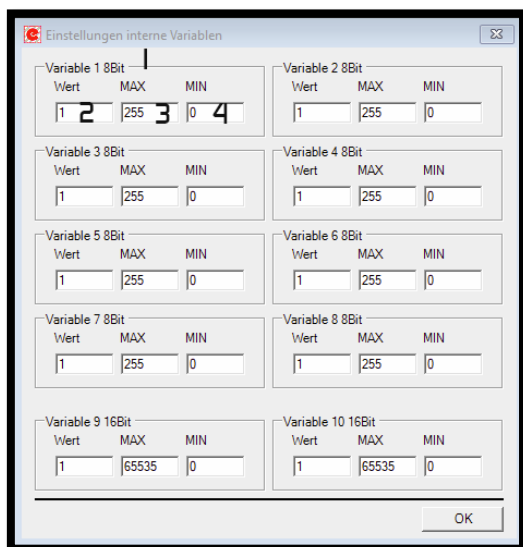 Einstellungen interne Variablen
1
Variable 1 8Bit Variable 2 8Bit
Wert MAX MIN Wert MAX MIN
1 2 255 3 0 4 1 255 0
Variable 3 8Bit Variable 4 8Bit
Wert MAX MIN Wert MAX MIN
1 255 0 1 255 0
Variable 5 8Bit Variable 6 8Bit
Wert MAX MIN Wert MAX MIN
1 255 0 1 255 0
Variable 7 8Bit Variable 8 8Bit
Wert MAX MIN Wert MAX MIN
1 255 0 1 255 0
Variable 9 16Bit Variable 10 16Bit
Wert MAX MIN Wert MAX MIN
1 65535 0 1 65535 0
OK